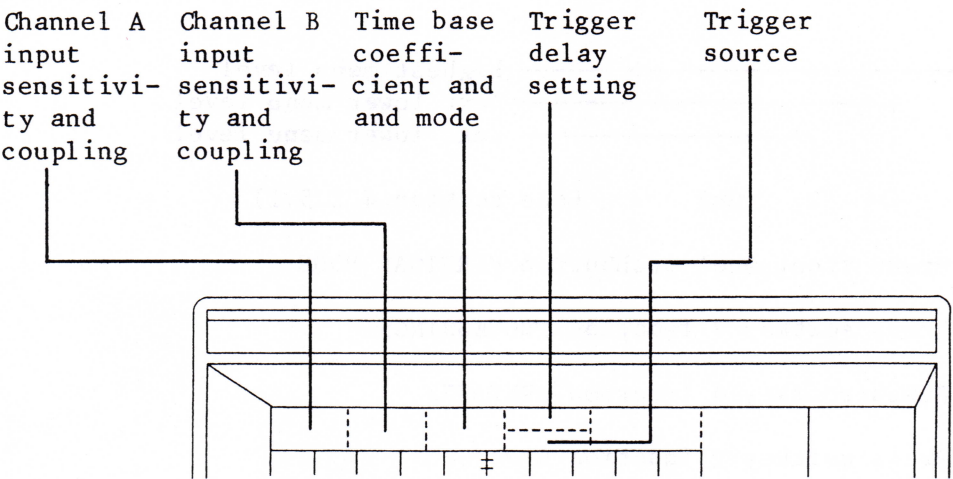 Channel A
input
sensitivi-
ty and
coupling
Channel B
input
sensitivi-
ty and
coupling
Time base
coeffi-
cient and
and mode
Trigger
delay
setting
Trigger
source